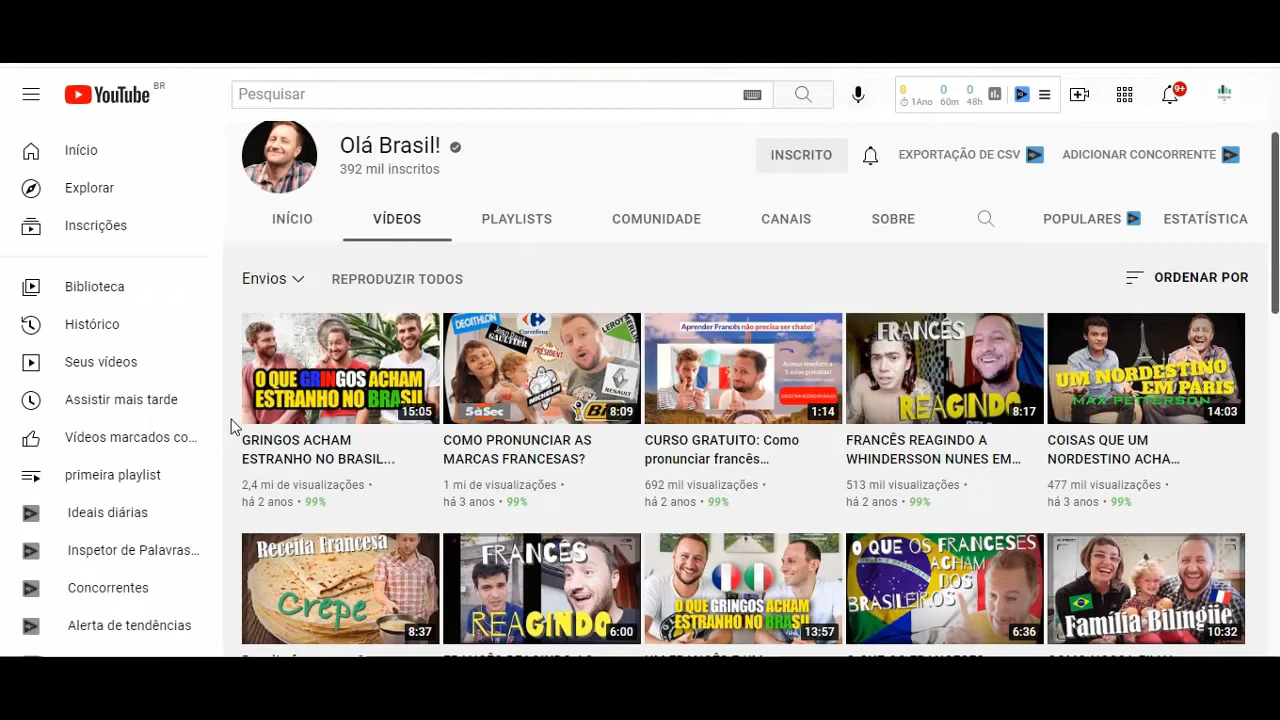 YouTube BR
Pesquisar
8 0 0
1Ano 60m 48h
9+
Olá Brasil!
392 mil inscritos
INSCRITO
EXPORTAÇÃO DE CSV
ADICIONAR CONCORRENTE
INÍCIO
VÍDEOS
PLAYLISTS
COMUNIDADE
CANAIS
SOBRE
POPULARES
ESTATÍSTICA
Início
Explorar
Inscrições
Biblioteca
Histórico
Seus vídeos
Assistir mais tarde
Vídeos marcados co...
primeira playlist
Ideais diárias
Inspetor de Palavras...
Concorrentes
Alerta de tendências
Envios
REPRODUZIR TODOS
ORDENAR POR
O QUE GRINGOS ACHAM
ESTRANHO NO BRASIL
15:05
GRINGOS ACHAM
ESTRANHO NO BRASIL...
2,4 mi de visualizações •
há 2 anos • 99%
DECATHLON
Carrefour
LEROY
GAULTIER
PRÉSIDENT
MICHELIN
RENAULT
5àSec
8:09
COMO PRONUNCIAR AS
MARCAS FRANCESAS?
1 mi de visualizações •
há 3 anos • 99%
Aprender Francês não precisa ser chato!
1:14
CURSO GRATUITO: Como
pronunciar francês...
692 mil visualizações •
há 2 anos • 99%
FRANCÊS
REAGINDO
8:17
FRANCÊS REAGINDO A
WHINDERSSON NUNES EM...
513 mil visualizações •
há 2 anos • 99%
UM NORDESTINO
EM PARIS
MAX PETTERSON
14:03
COISAS QUE UM
NORDESTINO ACHA...
477 mil visualizações •
há 3 anos • 99%
Receita Francesa
Crepe
8:37
FRANCÊS
REAGINDO
6:00
O QUE GRINGOS ACHAM
ESTRANHO NO BRASIL
13:57
O QUE OS FRANCESES
ACHAM
DOS
BRASILEIROS
6:36
Família Bilingüe
10:32